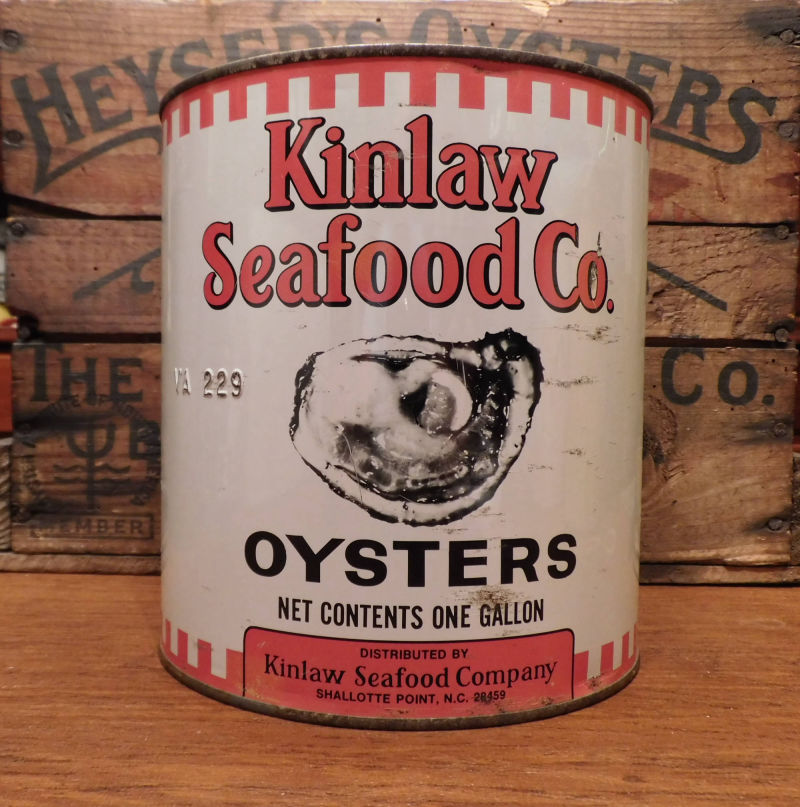 HEYSER'S OYSTERS
Kinlaw
Seafood Co.
THE Co.
VA 229
MEMBER
OYSTERS
NET CONTENTS ONE GALLON
DISTRIBUTED BY
Kinlaw Seafood Company
SHALLOTTE POINT, N.C. 28459